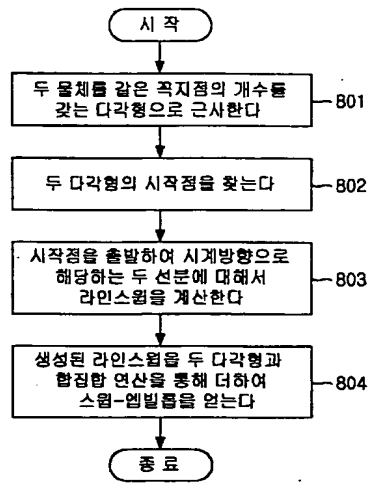 시 작
두 물체를 같은 꼭지점의 개수를
갖는 다각형으로 근사한다
801
두 다각형의 시작점을 찾는다
802
시작점을 출발하여 시계방향으로
해당하는 두 선분에 대해서
라인스윕을 계산한다
803
생성된 라인스윕을 두 다각형과
합집합 연산을 통해 더하여
스윕-엔빌롭을 얻는다
804
종 료